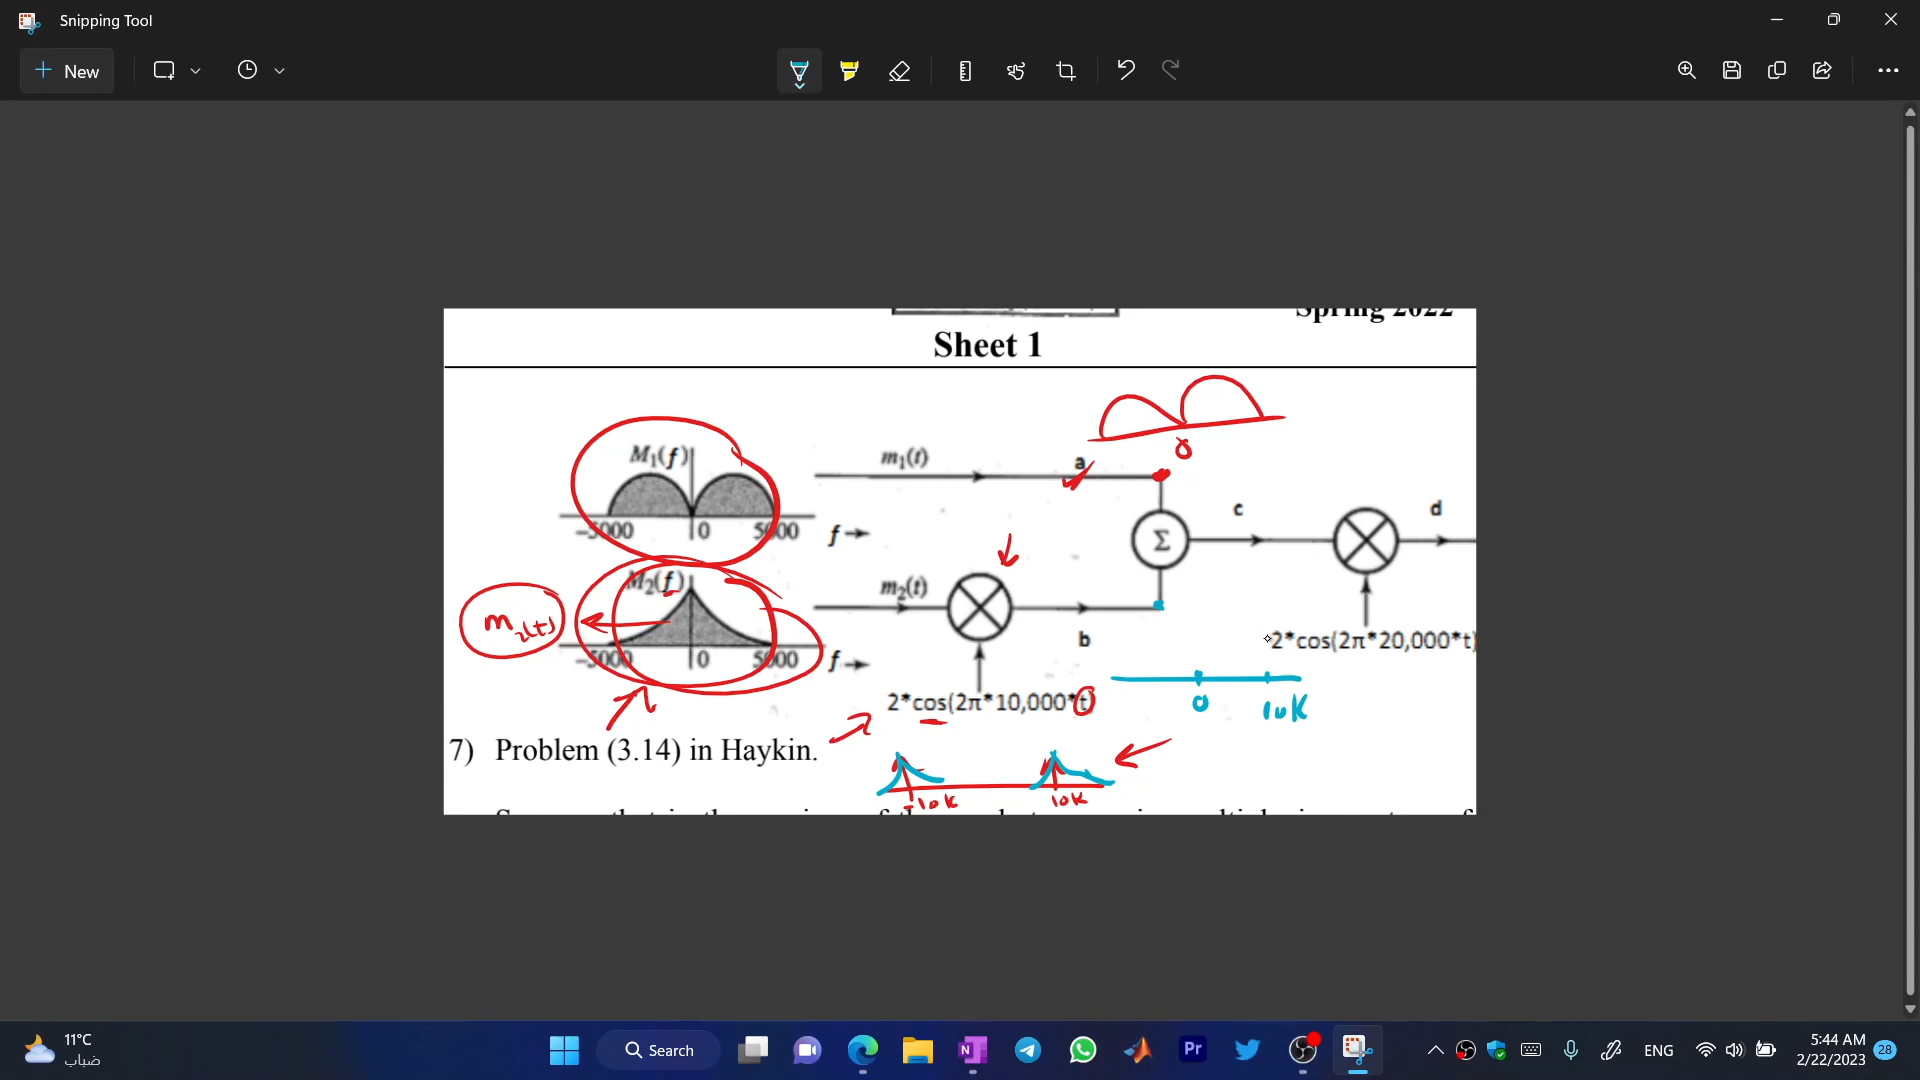 Snipping Tool
New
Spring 2022
Sheet 1
M₁(f)
-5000 0 5000 f
m₁(t)
a
0
c
d
Σ
M₂(f)
-5000 0 5000 f
m₂(t)
m₂(t)
b
2*cos(2π*10,000*t)
2*cos(2π*20,000*t)
0 10K
7) Problem (3.14) in Haykin.
-10K 10K
11°C
ضباب
Search
ENG
5:44 AM
2/22/2023
28